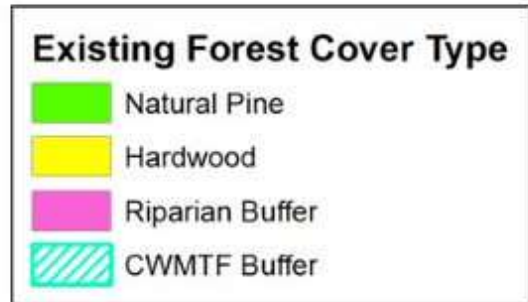 Existing Forest Cover Type
Natural Pine
Hardwood
Riparian Buffer
CWMTF Buffer